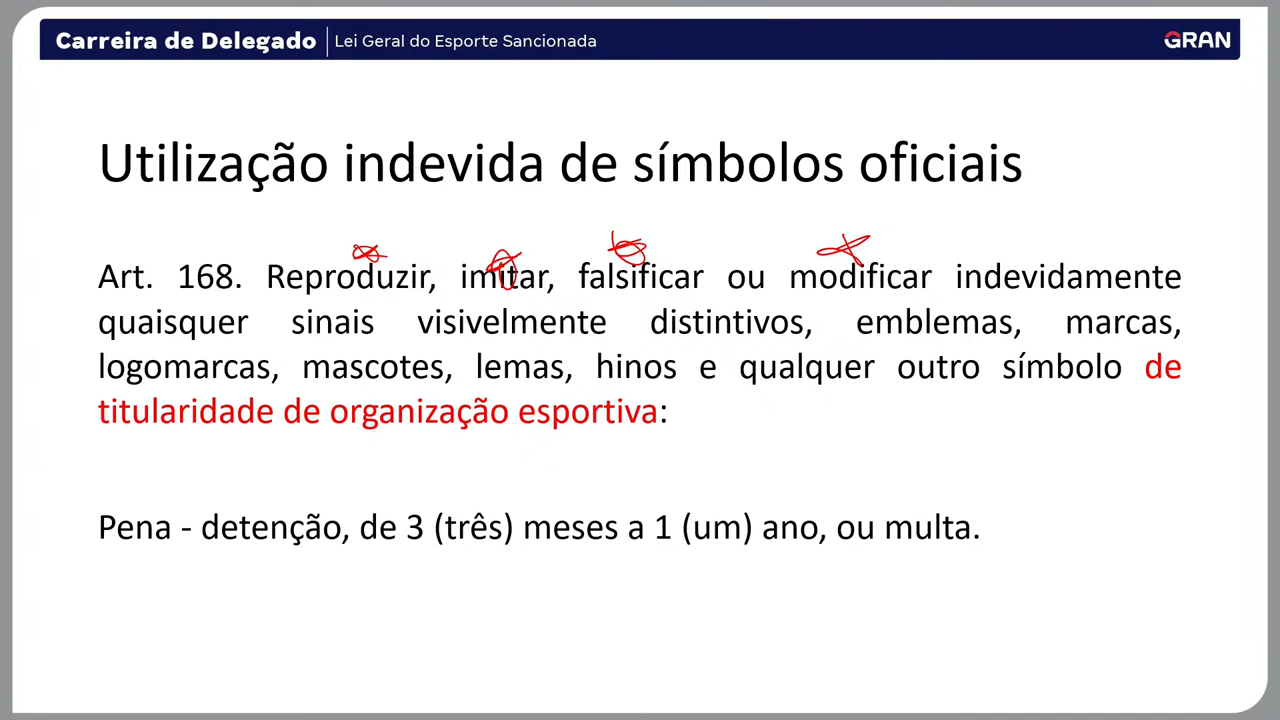 Carreira de Delegado | Lei Geral do Esporte Sancionada GRAN
Utilização indevida de símbolos oficiais
Art. 168. Reproduzir, imitar, falsificar ou modificar indevidamente
quaisquer sinais visivelmente distintivos, emblemas, marcas,
logomarcas, mascotes, lemas, hinos e qualquer outro símbolo de
titularidade de organização esportiva:
Pena - detenção, de 3 (três) meses a 1 (um) ano, ou multa.